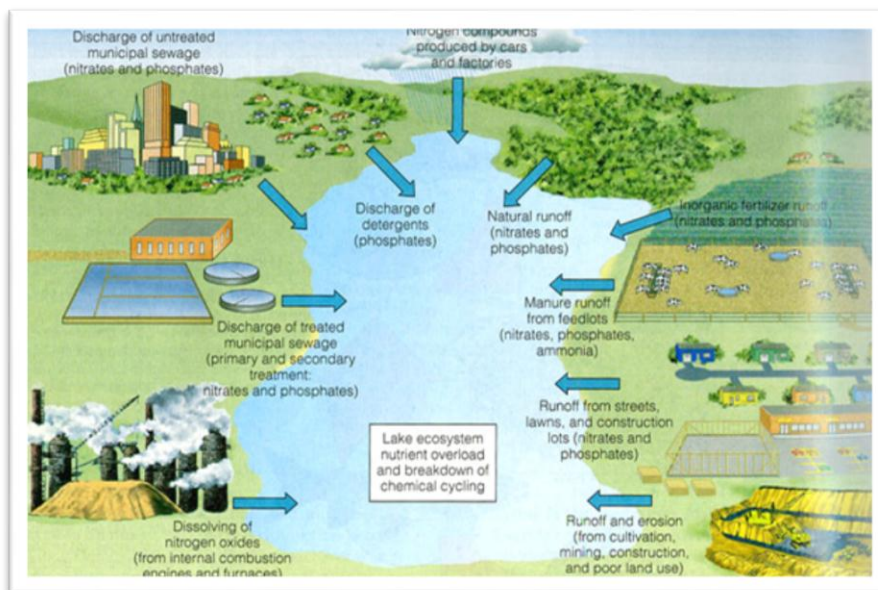 Discharge of untreated
municipal sewage
(nitrates and phosphates)
Nitrogen compounds
produced by cars
and factories
Discharge of
detergents
(phosphates)
Natural runoff
(nitrates and
phosphates)
Inorganic fertilizer runoff
(nitrates and phosphates)
Discharge of treated
municipal sewage
(primary and secondary
treatment:
nitrates and phosphates)
Manure runoff
from feedlots
(nitrates, phosphates,
ammonia)
Runoff from streets,
lawns, and construction
lots (nitrates and
phosphates)
Lake ecosystem
nutrient overload
and breakdown of
chemical cycling
Dissolving of
nitrogen oxides
(from internal combustion
engines and furnaces)
Runoff and erosion
(from cultivation,
mining, construction,
and poor land use)